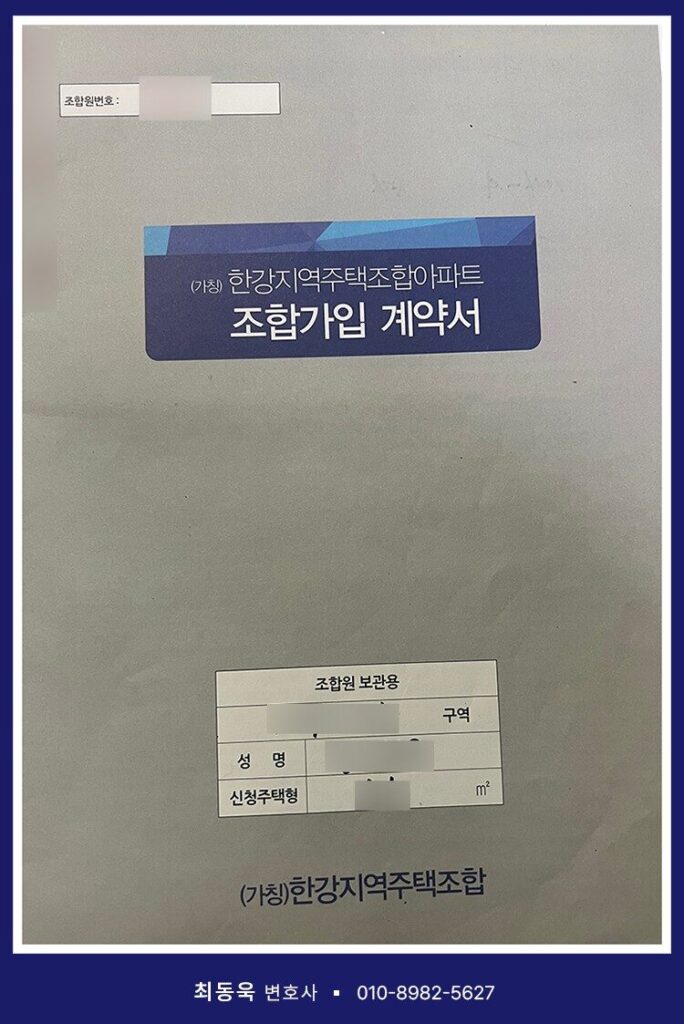 조합원번호 :
(가칭) 한강지역주택조합아파트
조합가입 계약서
조합원 보관용
구역
성 명
신청주택형 m²
(가칭)한강지역주택조합
최동욱 변호사 ▪ 010-8982-5627